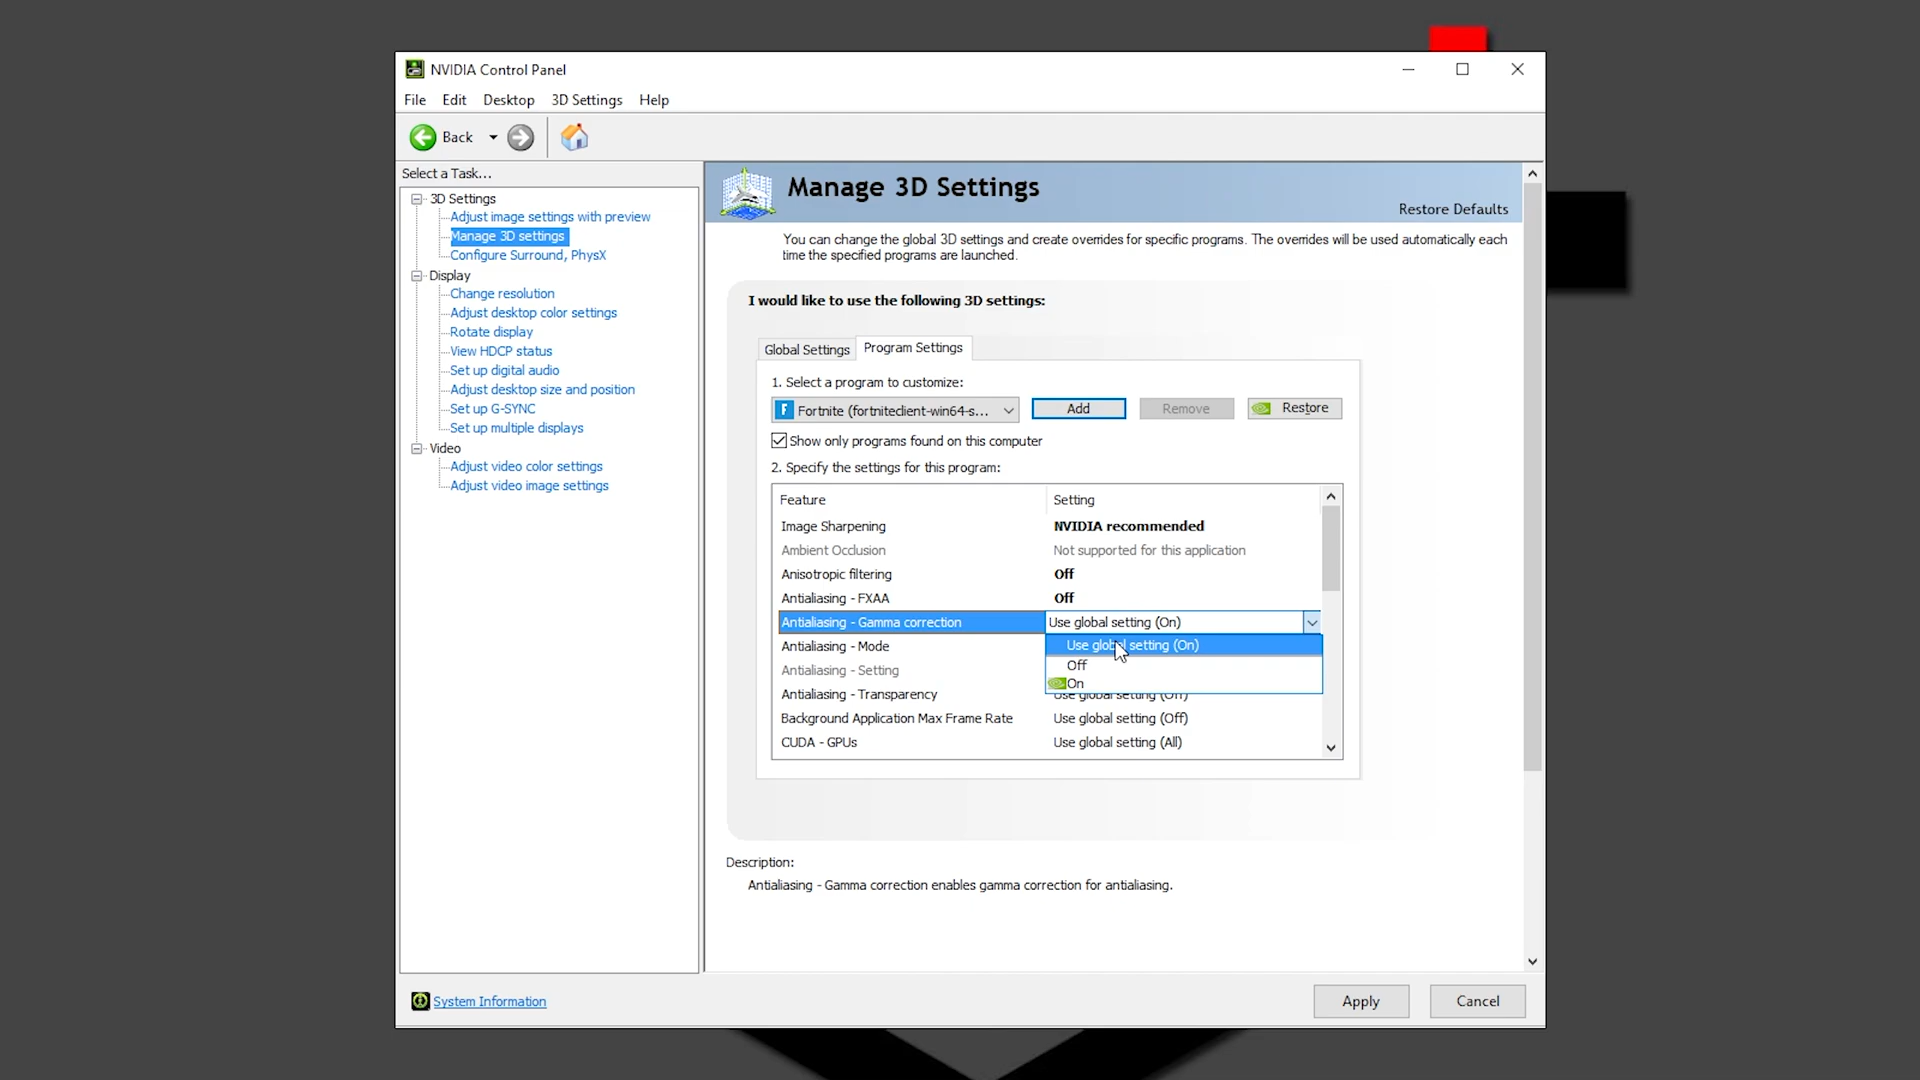 NVIDIA Control Panel
File Edit Desktop 3D Settings Help
Back
Select a Task...
3D Settings
Adjust image settings with preview
Manage 3D settings
Configure Surround, PhysX
Display
Change resolution
Adjust desktop color settings
Rotate display
View HDCP status
Set up digital audio
Adjust desktop size and position
Set up G-SYNC
Set up multiple displays
Video
Adjust video color settings
Adjust video image settings
System Information
Manage 3D Settings
Restore Defaults
You can change the global 3D settings and create overrides for specific programs. The overrides will be used automatically each
time the specified programs are launched.
I would like to use the following 3D settings:
Global Settings Program Settings
1. Select a program to customize:
Fortnite (fortniteclient-win64-s... Add Remove Restore
Show only programs found on this computer
2. Specify the settings for this program:
Feature Setting
Image Sharpening NVIDIA recommended
Ambient Occlusion Not supported for this application
Anisotropic filtering Off
Antialiasing - FXAA Off
Antialiasing - Gamma correction Use global setting (On)
Use global setting (On)
Off
On
Antialiasing - Mode
Antialiasing - Setting
Antialiasing - Transparency Use global setting (Off)
Background Application Max Frame Rate Use global setting (Off)
CUDA - GPUs Use global setting (All)
Description:
Antialiasing - Gamma correction enables gamma correction for antialiasing.
Apply Cancel